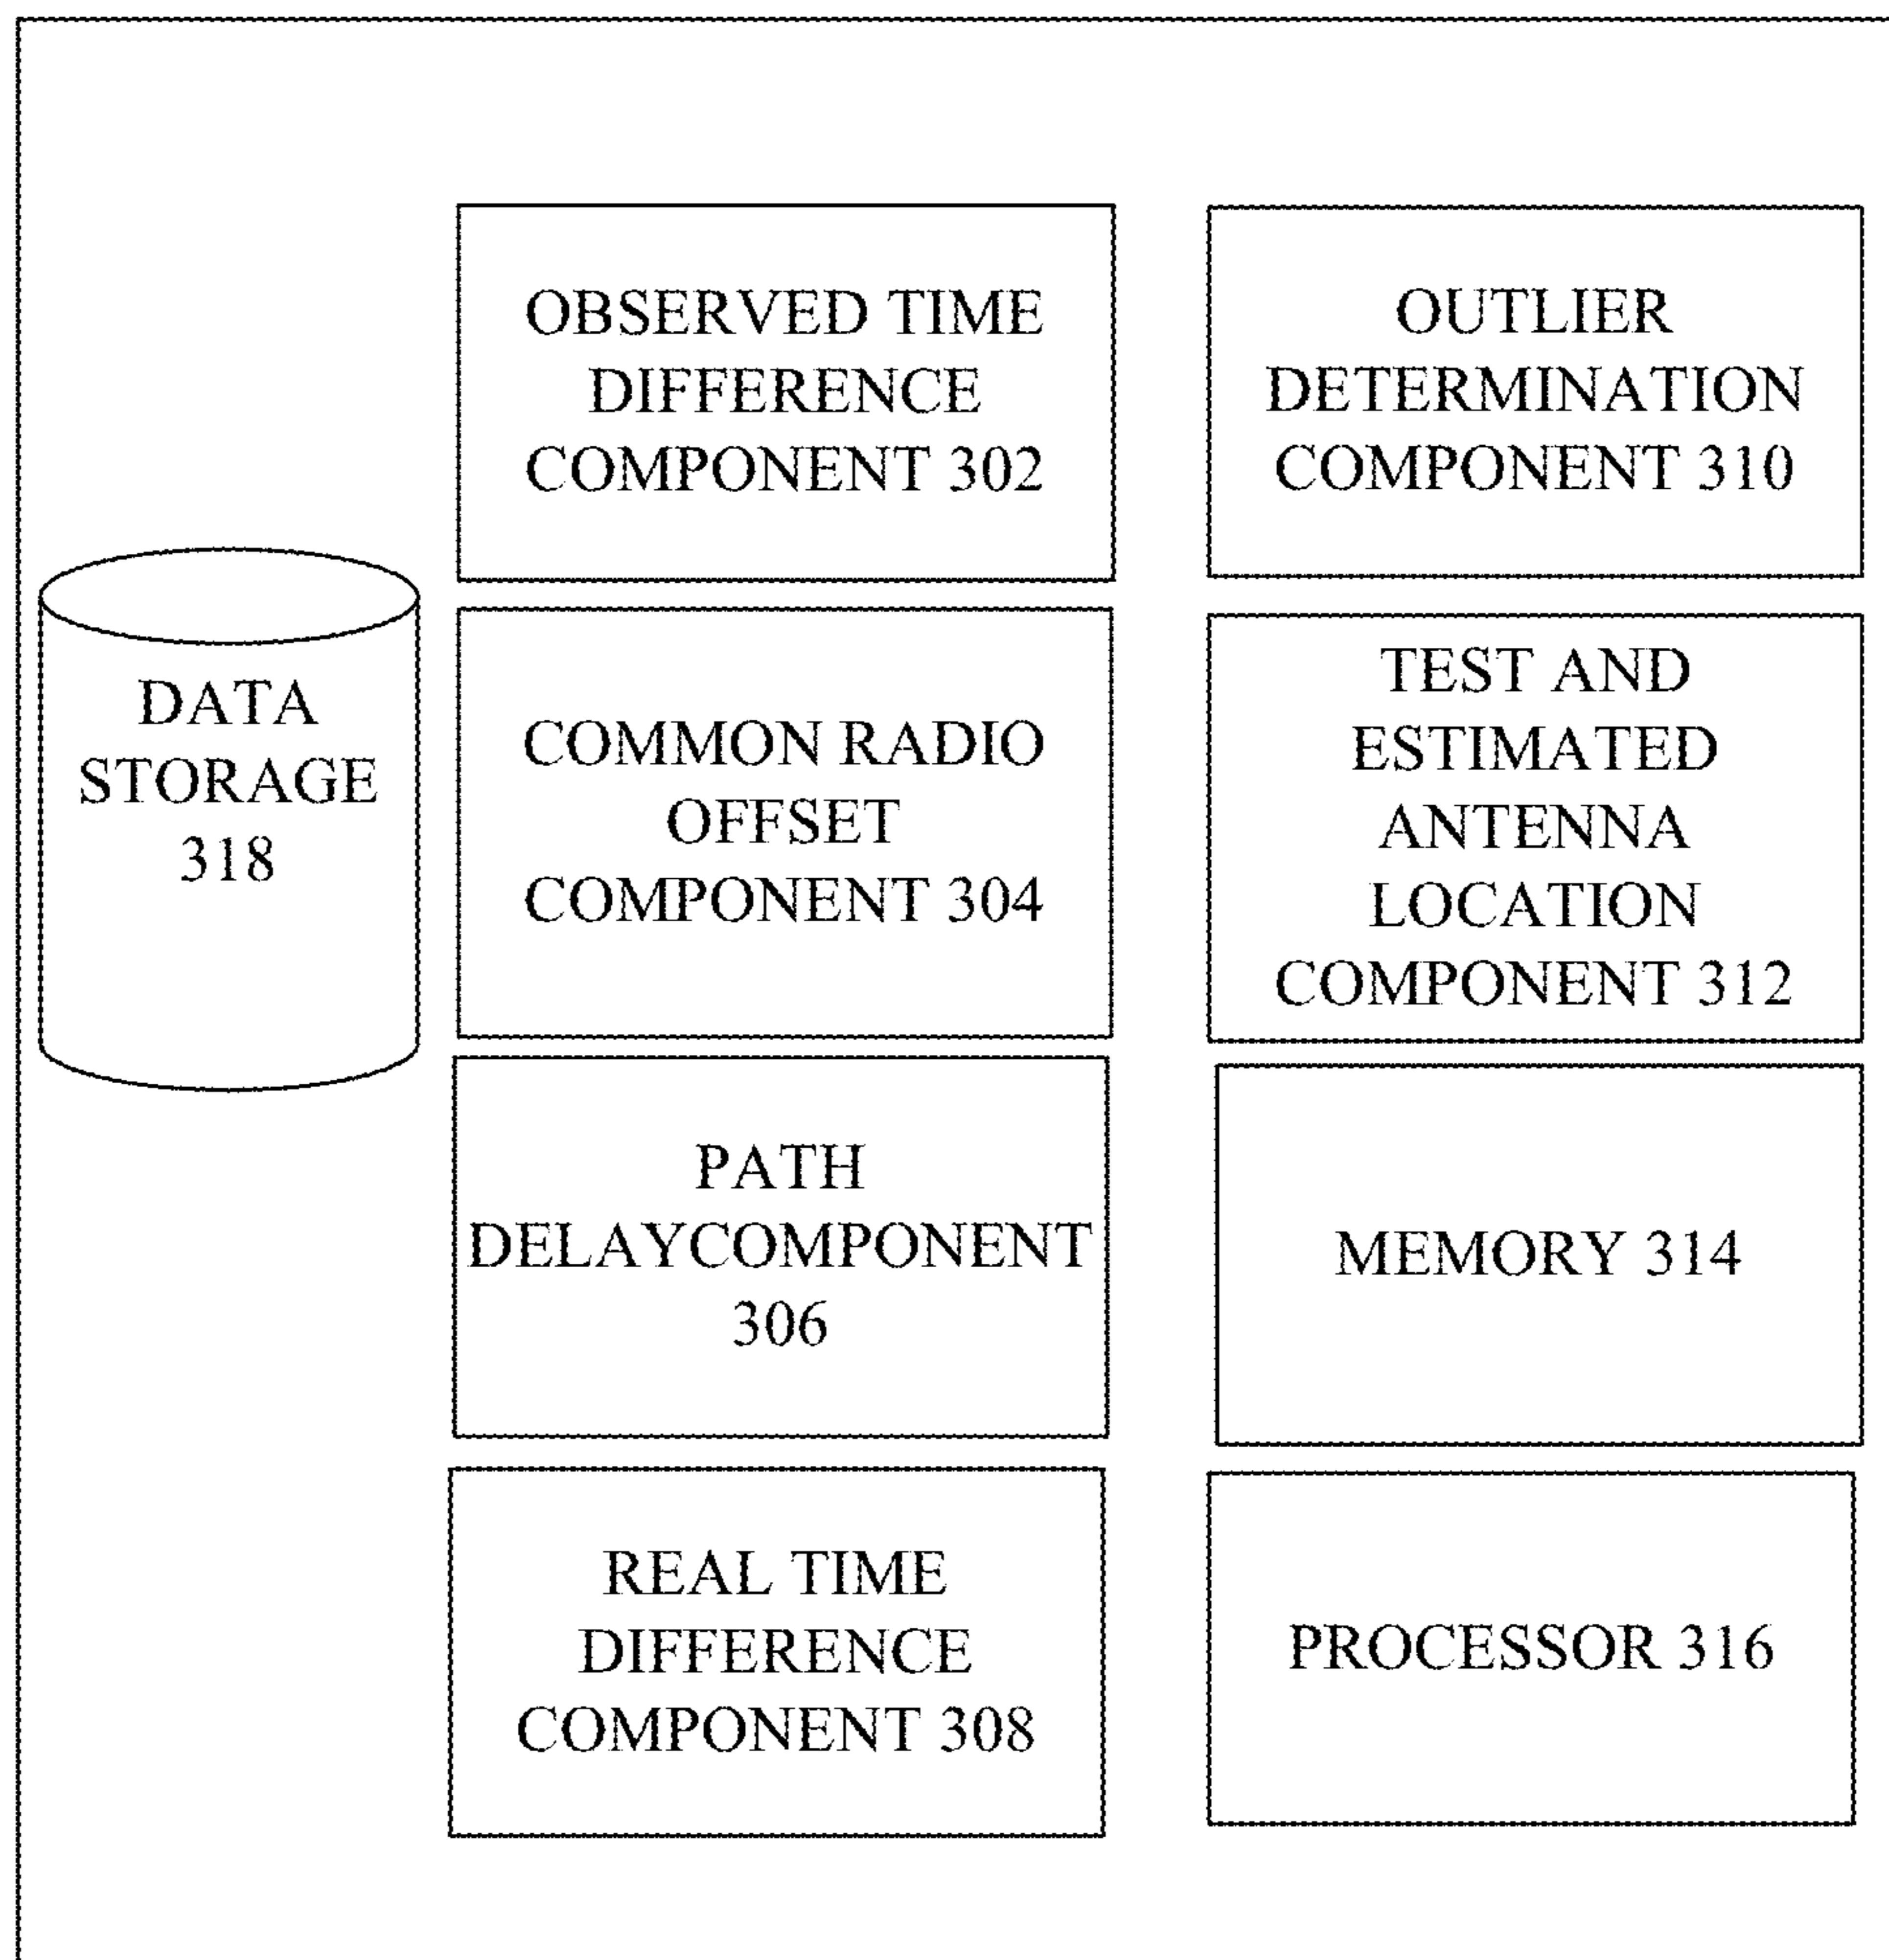 OBSERVED TIME
DIFFERENCE
COMPONENT 302
OUTLIER
DETERMINATION
COMPONENT 310
DATA
STORAGE
318
COMMON RADIO
OFFSET
COMPONENT 304
TEST AND
ESTIMATED
ANTENNA
LOCATION
COMPONENT 312
PATH
DELAYCOMPONENT
306
MEMORY 314
REAL TIME
DIFFERENCE
COMPONENT 308
PROCESSOR 316